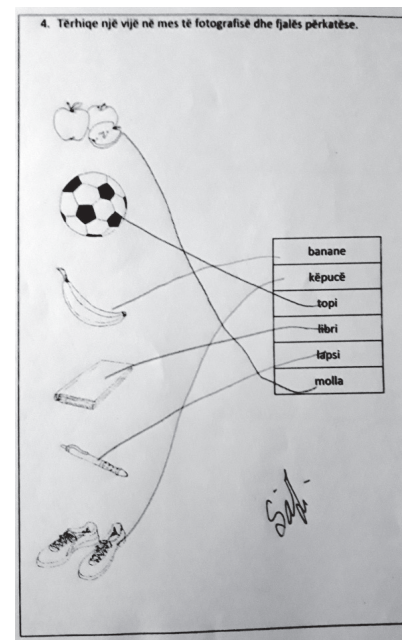 4. Tërhiqe një vijë në mes të fotografisë dhe fjalës përkatëse.
banane
këpucë
topi
libri
lapsi
molla